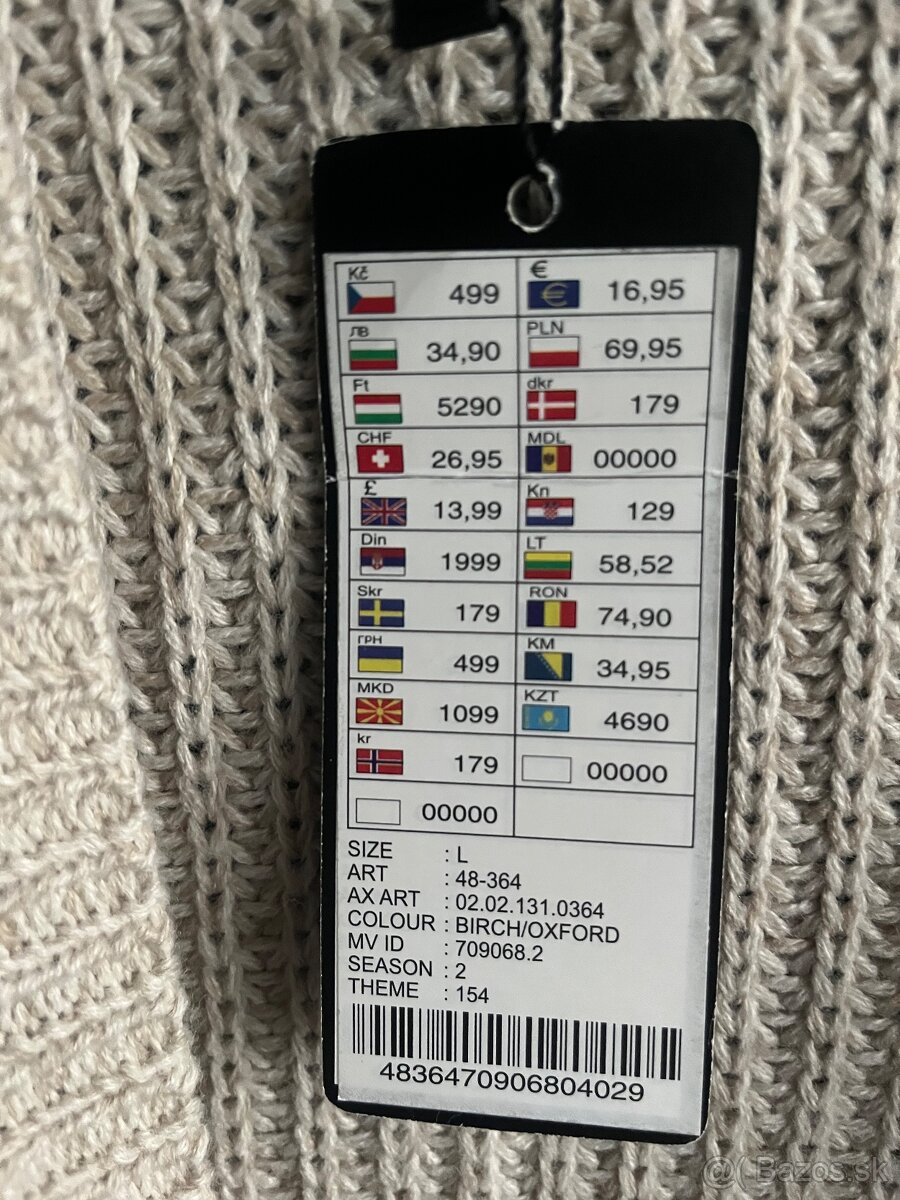 Kč 499 € 16,95
ЛВ 34,90 PLN 69,95
Ft 5290 dkr 179
CHF 26,95 MDL 00000
£ 13,99 Kn 129
Din 1999 LT 58,52
Skr 179 RON 74,90
ГРН 499 KM 34,95
MKD 1099 KZT 4690
kr 179 00000
00000
SIZE : L
ART : 48-364
AX ART : 02.02.131.0364
COLOUR : BIRCH/OXFORD
MV ID : 709068.2
SEASON : 2
THEME : 154
4836470906804029
@( Bazos.sk